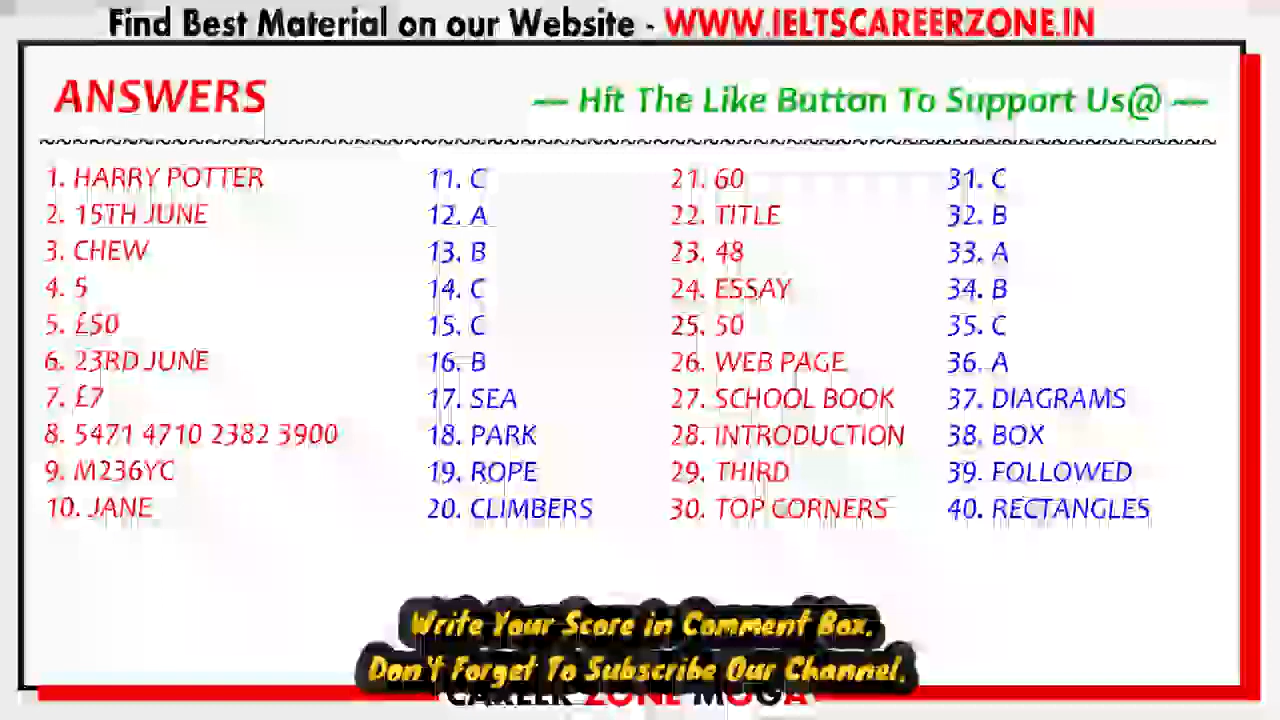 Find Best Material on our Website - WWW.IELTSCAREERZONE.IN
ANSWERS
--- Hit The Like Button To Support Us@ ---
1. HARRY POTTER
2. 15TH JUNE
3. CHEW
4. 5
5. £50
6. 23RD JUNE
7. £7
8. 5471 4710 2382 3900
9. M236YC
10. JANE
11. C
12. A
13. B
14. C
15. C
16. B
17. SEA
18. PARK
19. ROPE
20. CLIMBERS
21. 60
22. TITLE
23. 48
24. ESSAY
25. 50
26. WEB PAGE
27. SCHOOL BOOK
28. INTRODUCTION
29. THIRD
30. TOP CORNERS
31. C
32. B
33. A
34. B
35. C
36. A
37. DIAGRAMS
38. BOX
39. FOLLOWED
40. RECTANGLES
Write Your Score in Comment Box.
Don't Forget To Subscribe Our Channel.
CAREER ZONE MOGA